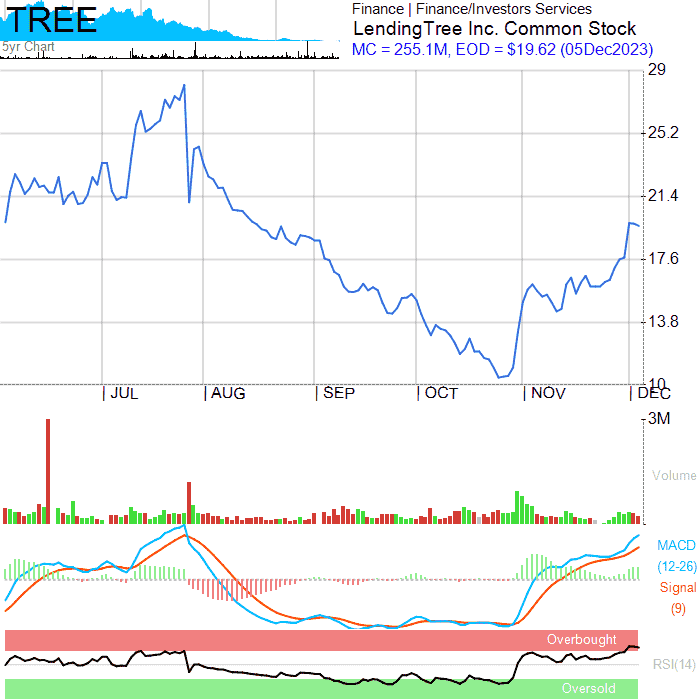 TREE
Finance | Finance/Investors Services
LendingTree Inc. Common Stock
5yr Chart
MC = 255.1M, EOD = $19.62 (05Dec2023)
29
25.2
21.4
17.6
13.8
10
| JUL | AUG | SEP | OCT | NOV | DEC
3M
Volume
MACD
(12-26)
Signal
(9)
Overbought
RSI(14)
Oversold